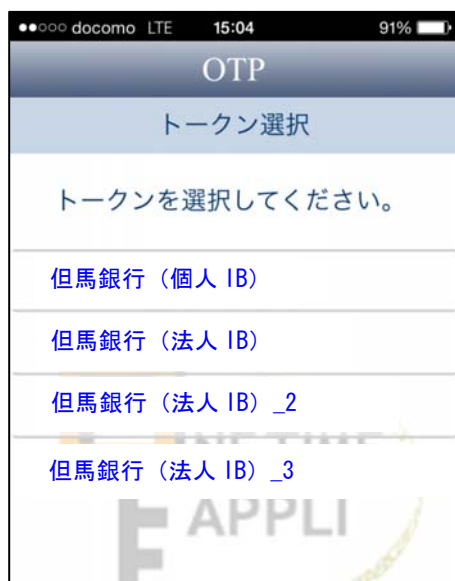 docomo LTE 15:04 91%
OTP
トークン選択
トークンを選択してください。
但馬銀行（個人 IB）
但馬銀行（法人 IB）
但馬銀行（法人 IB）_2
但馬銀行（法人 IB）_3
APPLI